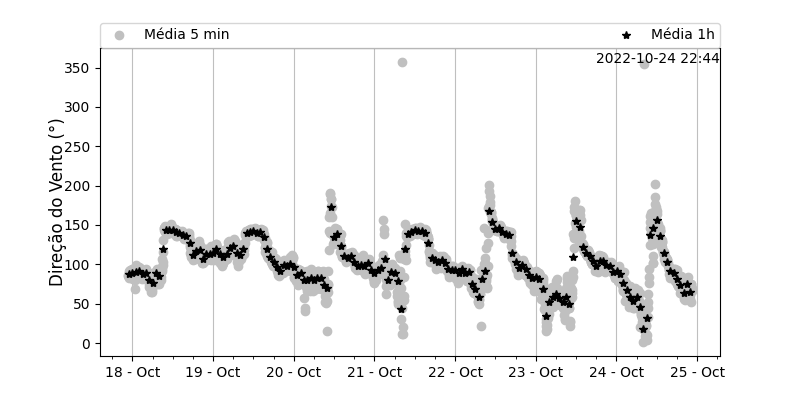 Média 5 min
Média 1h
2022-10-24 22:44
Direção do Vento (°)
350
300
250
200
150
100
50
0
18 - Oct
19 - Oct
20 - Oct
21 - Oct
22 - Oct
23 - Oct
24 - Oct
25 - Oct